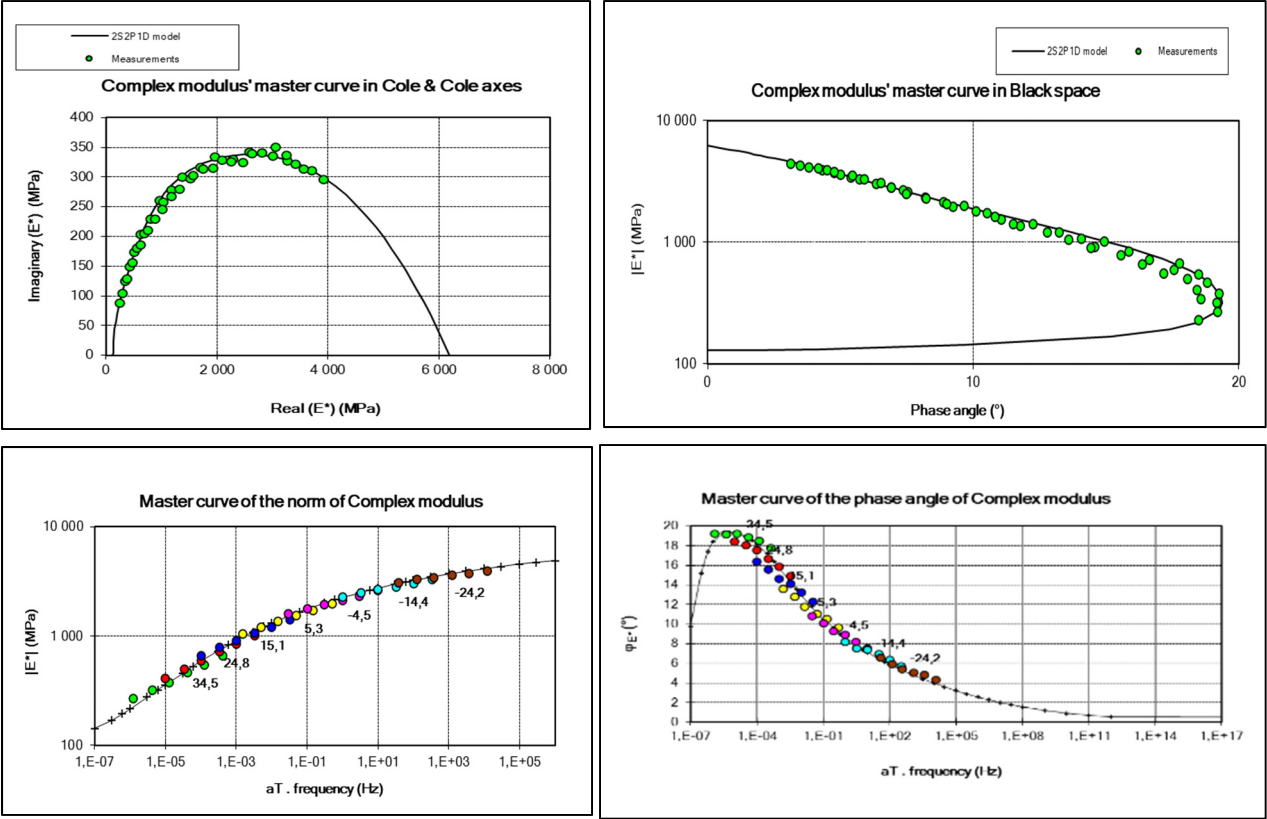 2S2P1D model
Measurements
Complex modulus' master curve in Cole & Cole axes
400
350
300
250
200
150
100
50
0
Imaginary (E*) (MPa)
0
2 000
4 000
6 000
8 000
Real (E*) (MPa)
2S2P1D model
Measurements
Complex modulus' master curve in Black space
10 000
1 000
100
|E*| (MPa)
0
10
20
Phase angle (°)
Master curve of the norm of Complex modulus
10 000
1 000
100
|E*| (MPa)
34,5
24,8
15,1
5,3
-4,5
-14,4
-24,2
1,E-07
1,E-05
1,E-03
1,E-01
1,E+01
1,E+03
1,E+05
aT . frequency (Hz)
Master curve of the phase angle of Complex modulus
20
18
16
14
12
10
8
6
4
2
0
φE*(°)
34,5
24,8
15,1
5,3
-4,5
-14,4
-24,2
1,E-07
1,E-04
1,E-01
1,E+02
1,E+05
1,E+08
1,E+11
1,E+14
1,E+17
aT . frequency (Hz)